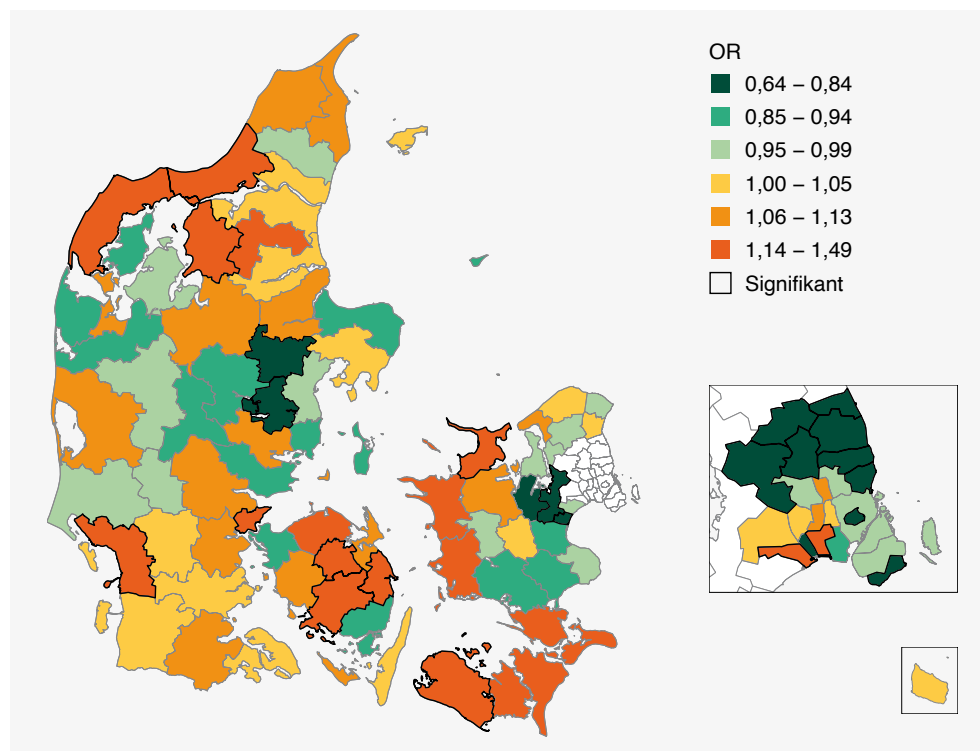 OR
0,64 – 0,84
0,85 – 0,94
0,95 – 0,99
1,00 – 1,05
1,06 – 1,13
1,14 – 1,49
Signifikant